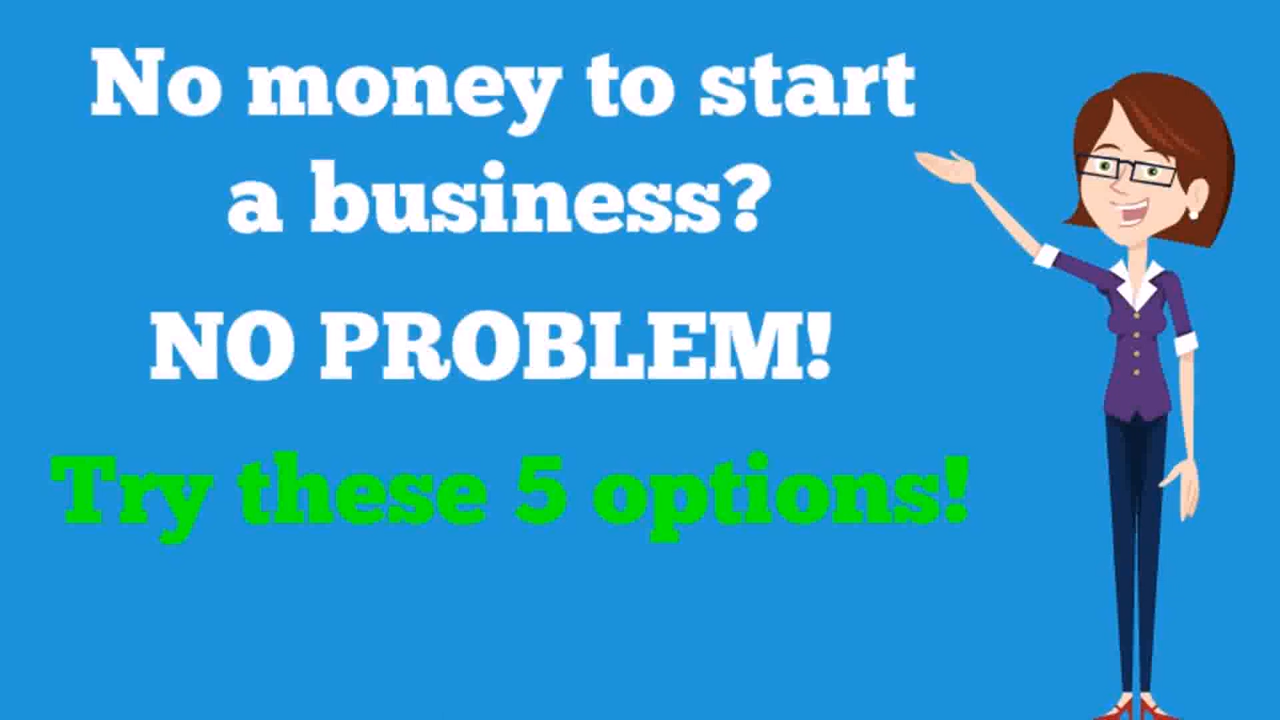 No money to start
a business?
NO PROBLEM!
Try these 5 options!